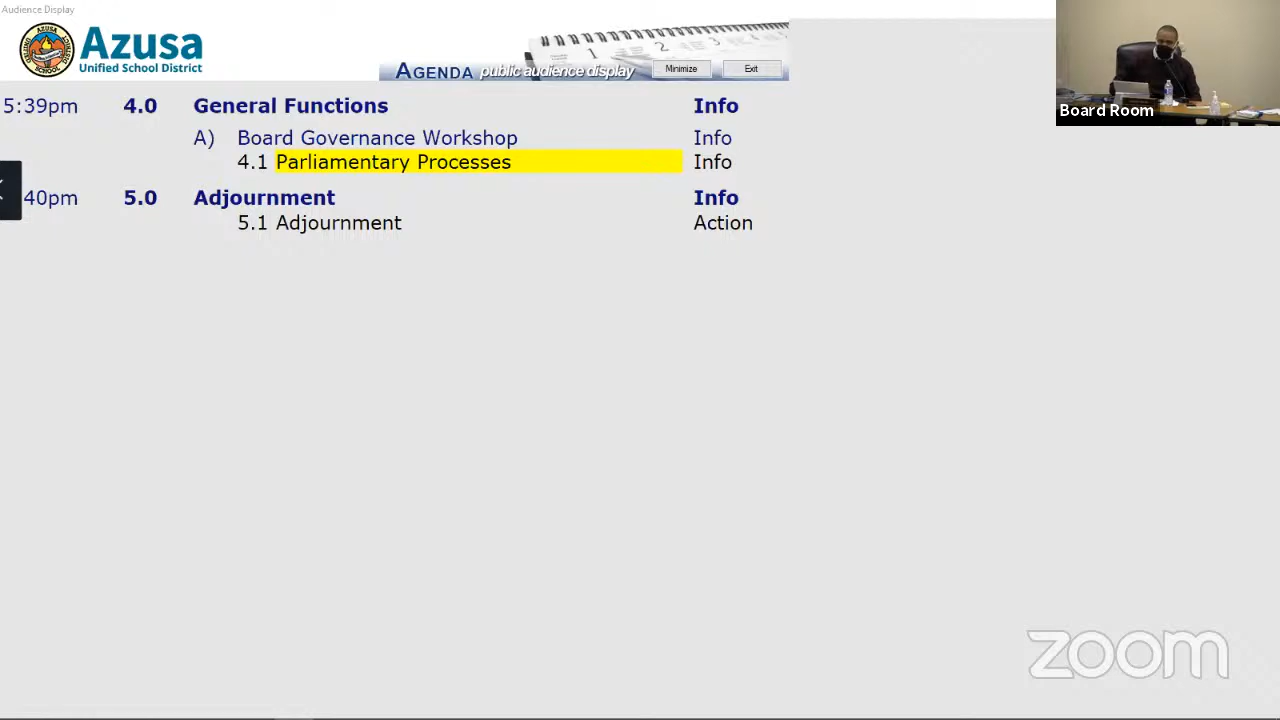 Audience Display
Azusa
Unified School District
AGENDA public audience display
Minimize
Exit
Board Room
5:39pm 4.0 General Functions Info
A) Board Governance Workshop Info
4.1 Parliamentary Processes Info
40pm 5.0 Adjournment Info
5.1 Adjournment Action
zoom